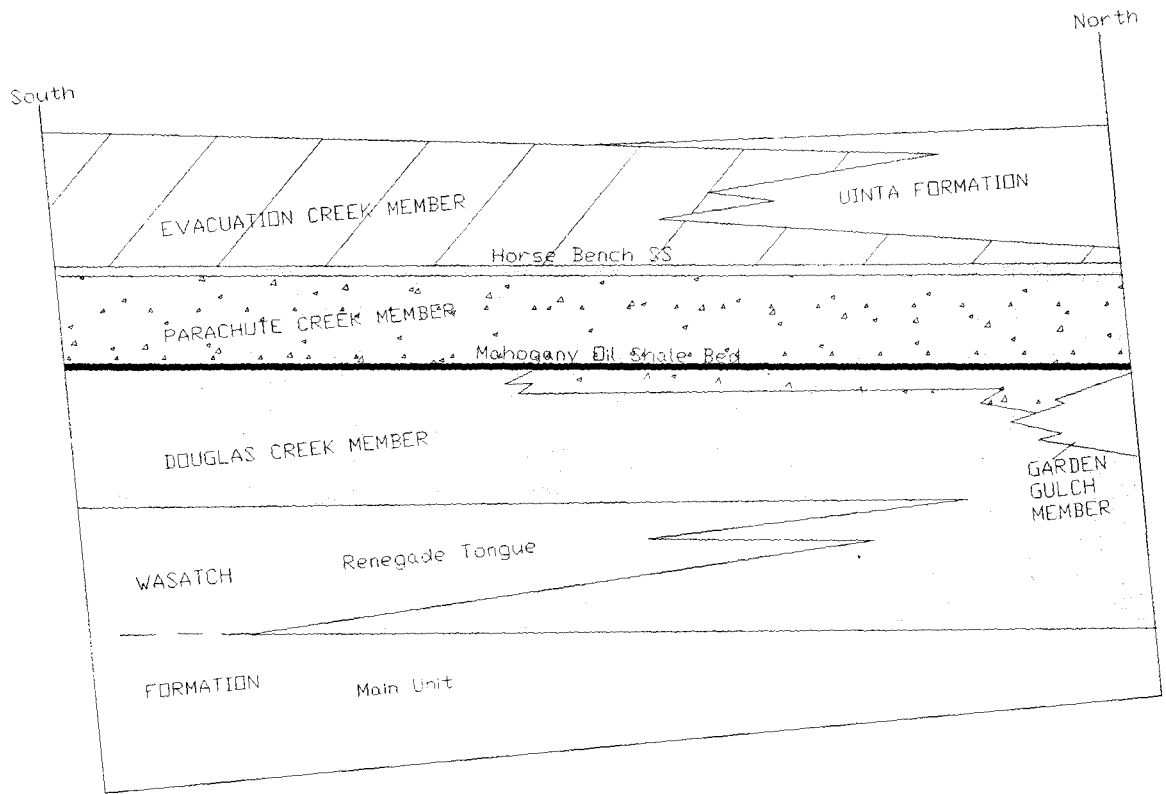 North
South
EVACUATION CREEK MEMBER
UINTA FORMATION
Horse Bench SS
PARACHUTE CREEK MEMBER
Mahogany Oil Shale Bed
DOUGLAS CREEK MEMBER
GARDEN
GULCH
MEMBER
Renegade Tongue
WASATCH
FORMATION
Main Unit